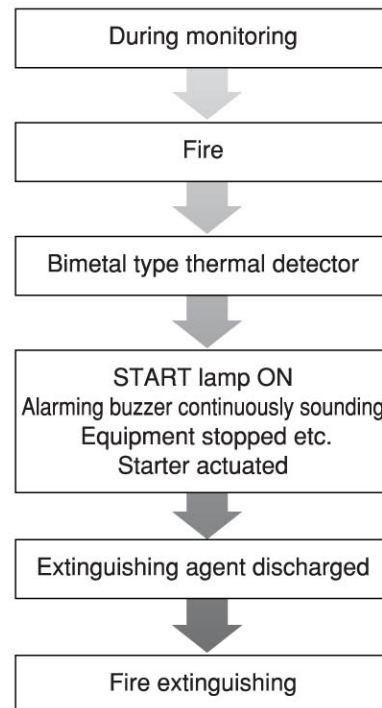 During monitoring
Fire
Bimetal type thermal detector
START lamp ON
Alarming buzzer continuously sounding
Equipment stopped etc.
Starter actuated
Extinguishing agent discharged
Fire extinguishing